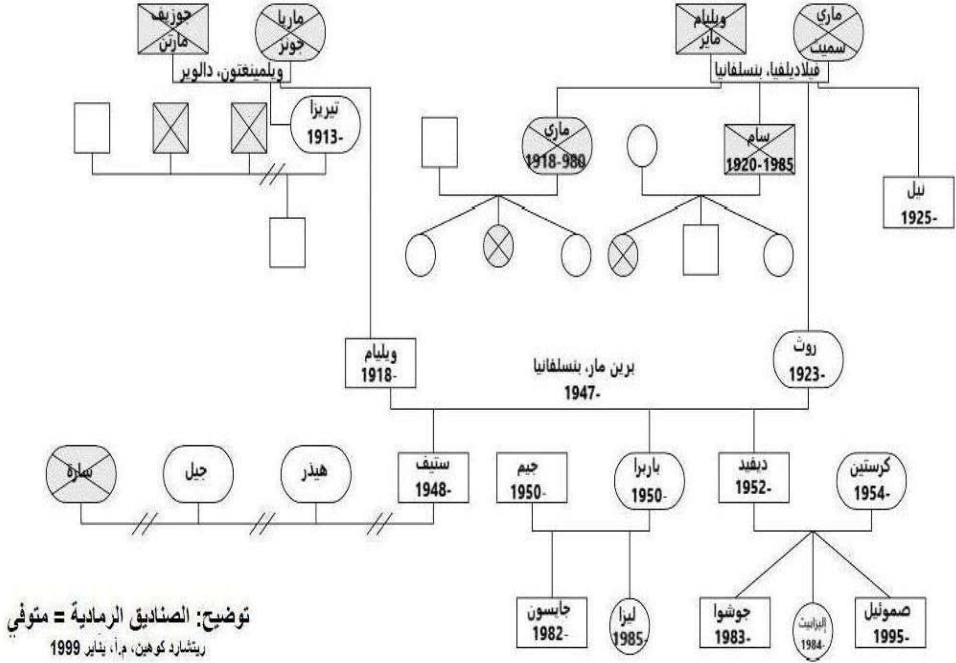 جوزيف
مارتن
ماريا
جونز
ويلمينغتون، دالوير
ويليام
ماير
ماري
سميث
فيلاديلفيا، بنسلفانيا
تيريزا
1913-
ماري
1918-980
سام
1920-1985
نيل
1925-
ويليام
1918-
برين مار، بنسلفانيا
1947-
روث
1923-
سارة
جيل
هيذر
ستيف
1948-
جيم
1950-
باربرا
1950-
ديفيد
1952-
كرستين
1954-
جايسون
1982-
ليزا
1985-
جوشوا
1983-
إليزابيث
1984-
صموئيل
1995-
توضيح: الصناديق الرمادية = متوفي
ريتشارد كوهين، م.أ، يناير 1999